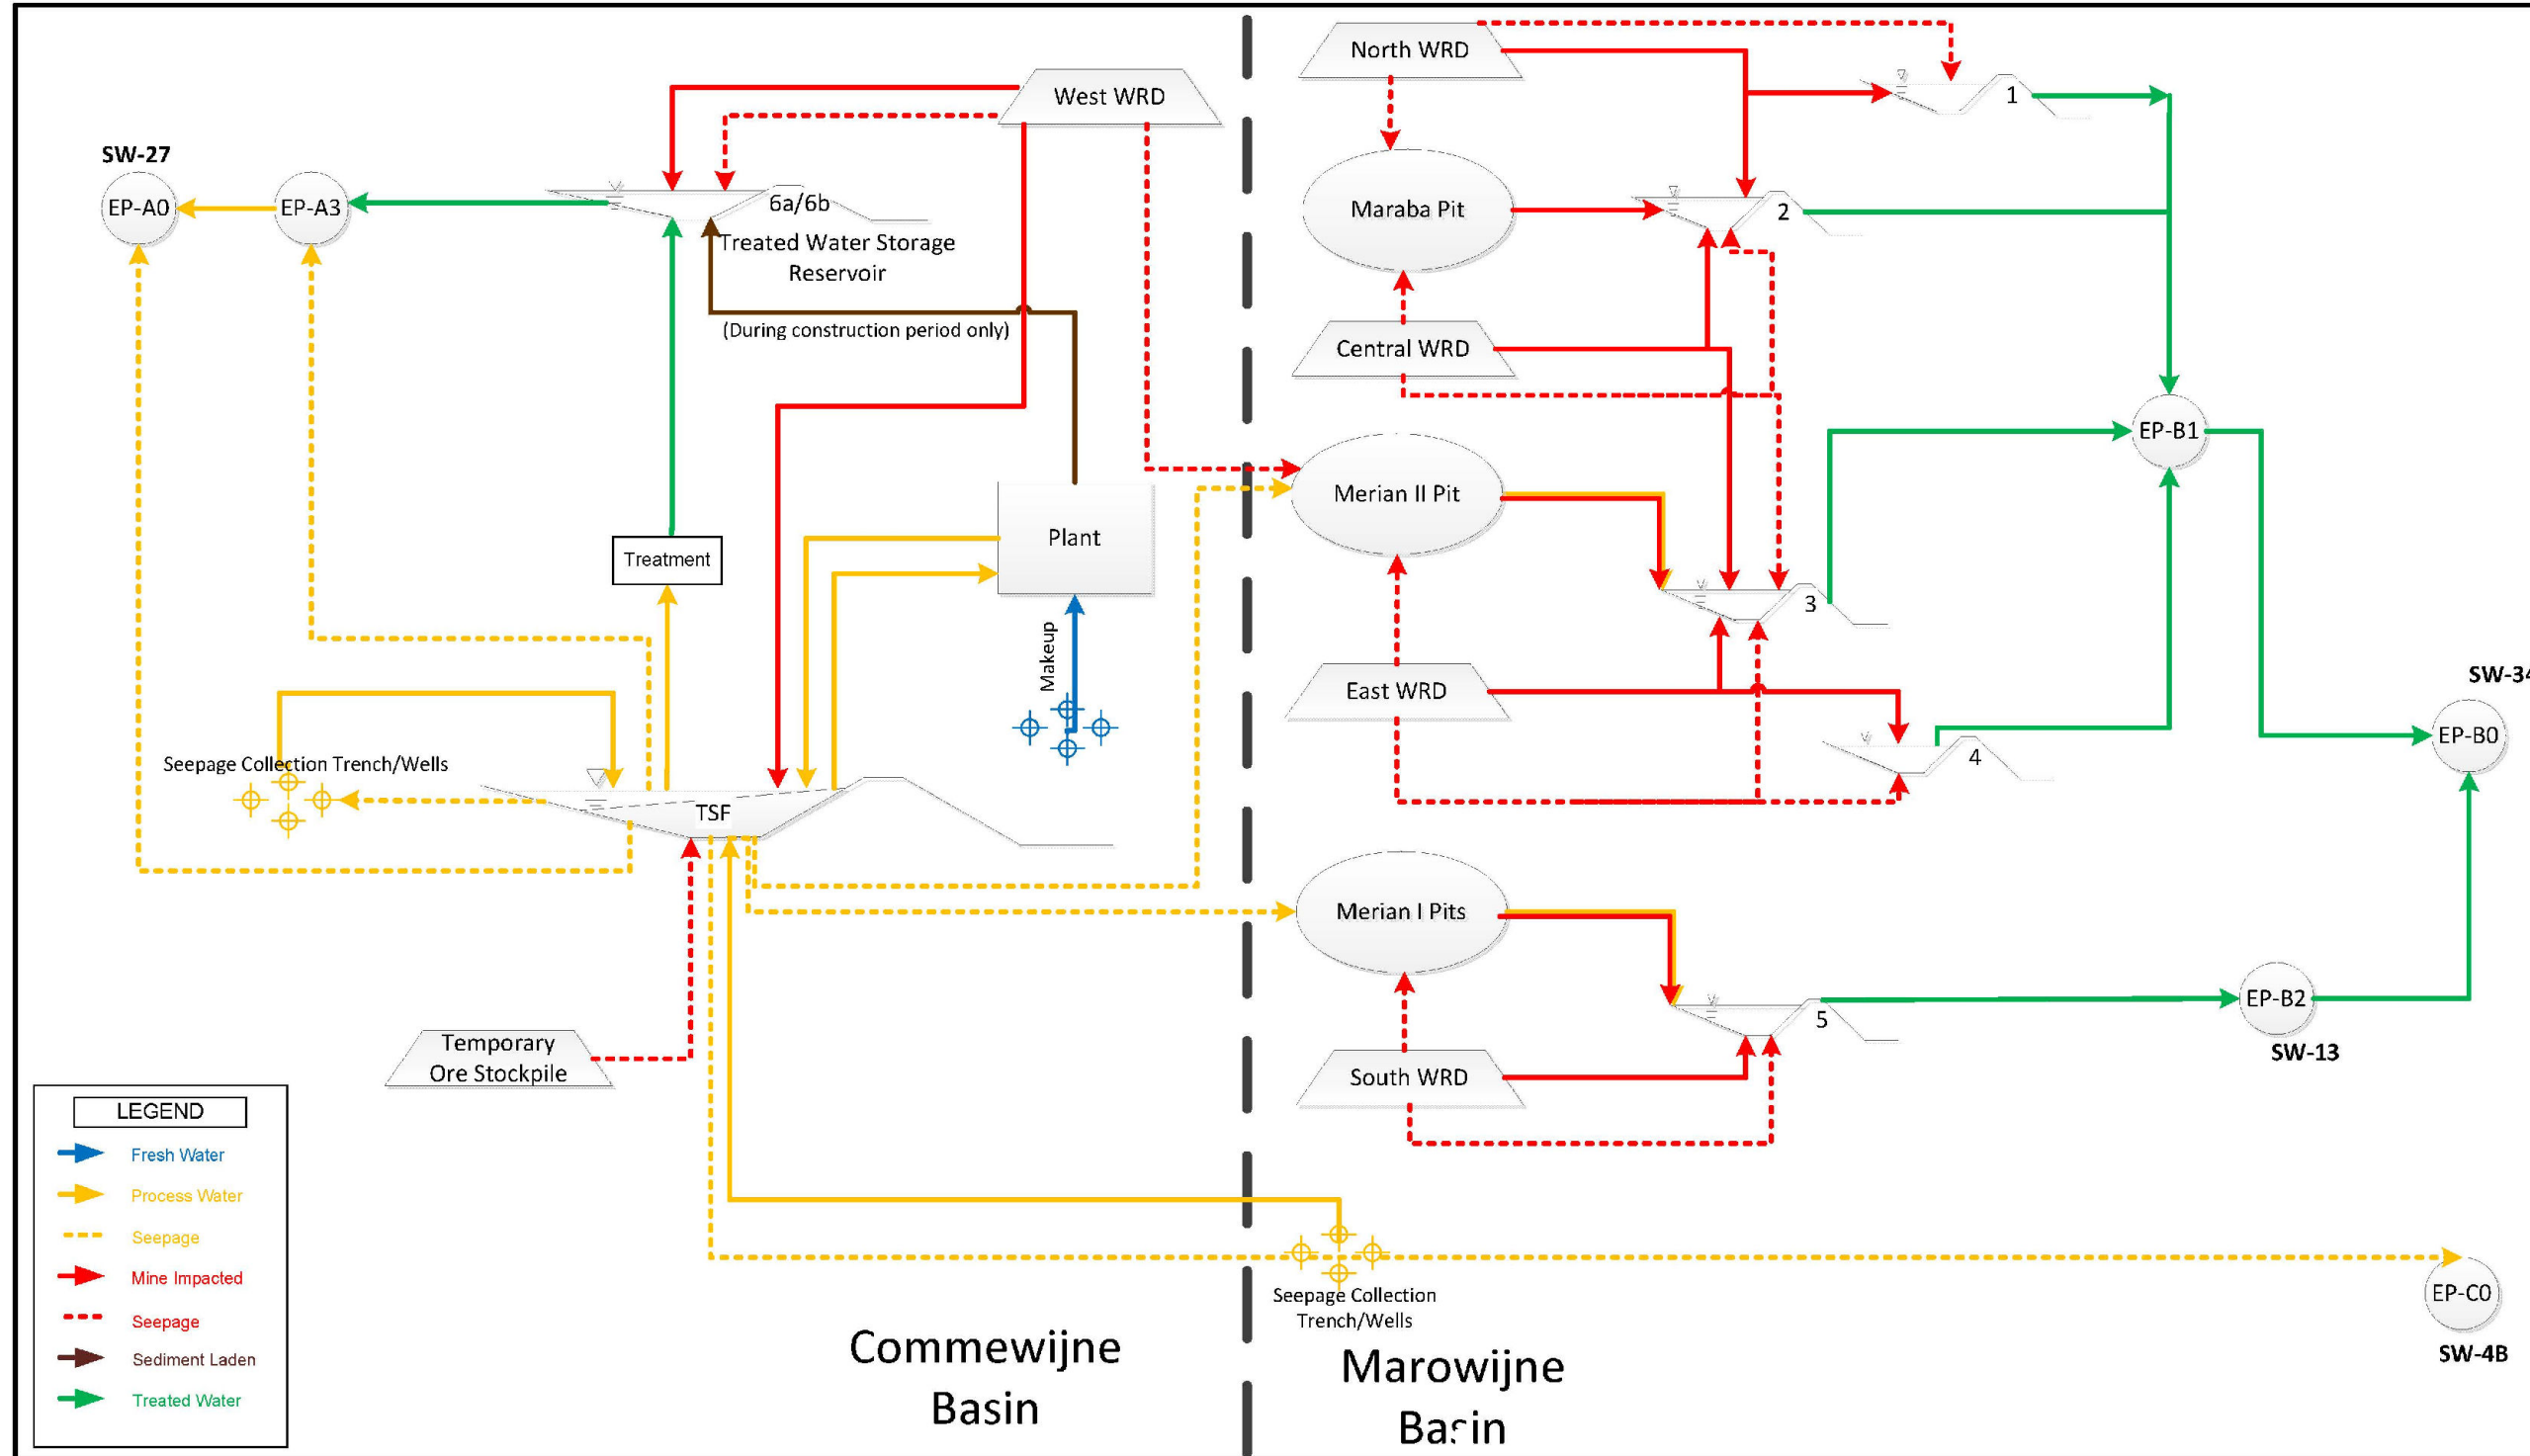 North WRD
West WRD
1
SW-27
EP-A0
EP-A3
6a/6b
Maraba Pit
2
Treated Water Storage
Reservoir
(During construction period only)
Central WRD
EP-B1
Merian II Pit
Plant
Treatment
3
Makeup
East WRD
SW-34
EP-B0
Seepage Collection Trench/Wells
4
TSF
Merian I Pits
EP-B2
5
SW-13
Temporary
Ore Stockpile
South WRD
LEGEND
Fresh Water
Process Water
Seepage
Mine Impacted
Seepage
Sediment Laden
Treated Water
Seepage Collection
Trench/Wells
EP-C0
SW-4B
Commewijne
Basin
Marowijne
Basin